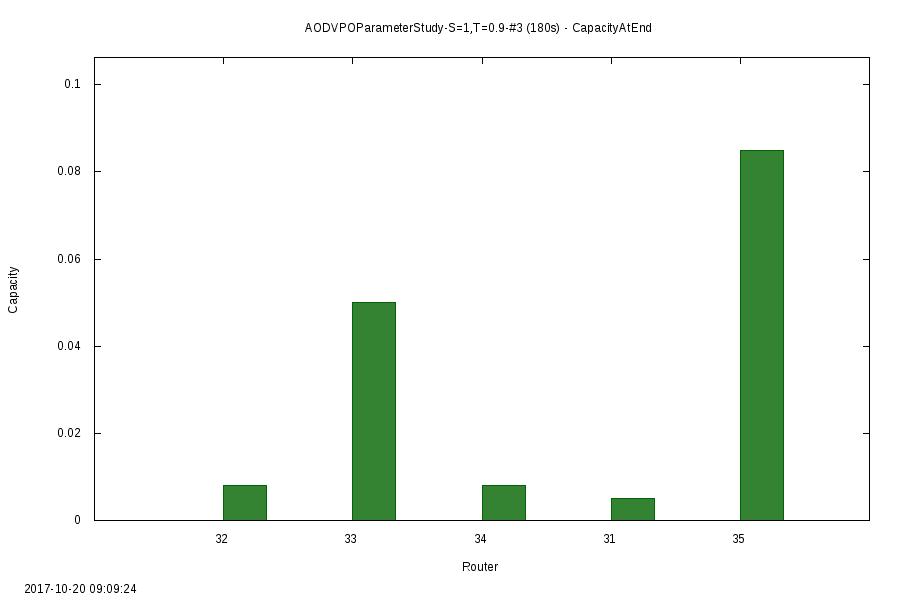 AODVPOParameterStudy-S=1,T=0.9-#3 (180s) - CapacityAtEnd
0.1
0.08
0.06
0.04
0.02
0
Capacity
32 33 34 31 35
Router
2017-10-20 09:09:24